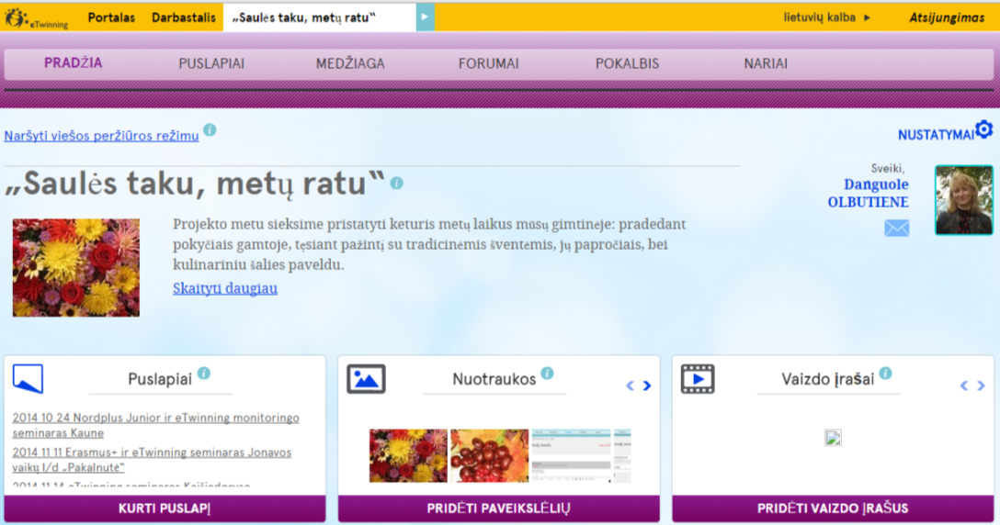 eTwinning
Portalas Darbastalis „Saulės taku, metų ratu“ lietuvių kalba Atsijungimas
PRADŽIA PUSLAPIAI MEDŽIAGA FORUMAI POKALBIS NARIAI
Naršyti viešos peržiūros režimu i
NUSTATYMAI
„Saulės taku, metų ratu“ i
Sveiki,
Danguole
OLBUTIENE
Projekto metu sieksime pristatyti keturis metų laikus mūsų gimtinėje: pradedant
pokyčiais gamtoje, tęsiant pažintį su tradicinėmis šventėmis, jų papročiais, bei
kulinariniu šalies paveldu.
Skaityti daugiau
Puslapiai i
2014 10 24 Nordplus Junior ir eTwinning monitoringo
seminaras Kaune
2014 11 11 Erasmus+ ir eTwinning seminaras Jonavos
vaikų l/d „Pakalnutė“
2014 11 14 eTwinning seminaras Kaišiadoryse
KURTI PUSLAPĮ
Nuotraukos i
PRIDĖTI PAVEIKSLĖLIŲ
Vaizdo įrašai i
PRIDĖTI VAIZDO ĮRAŠUS